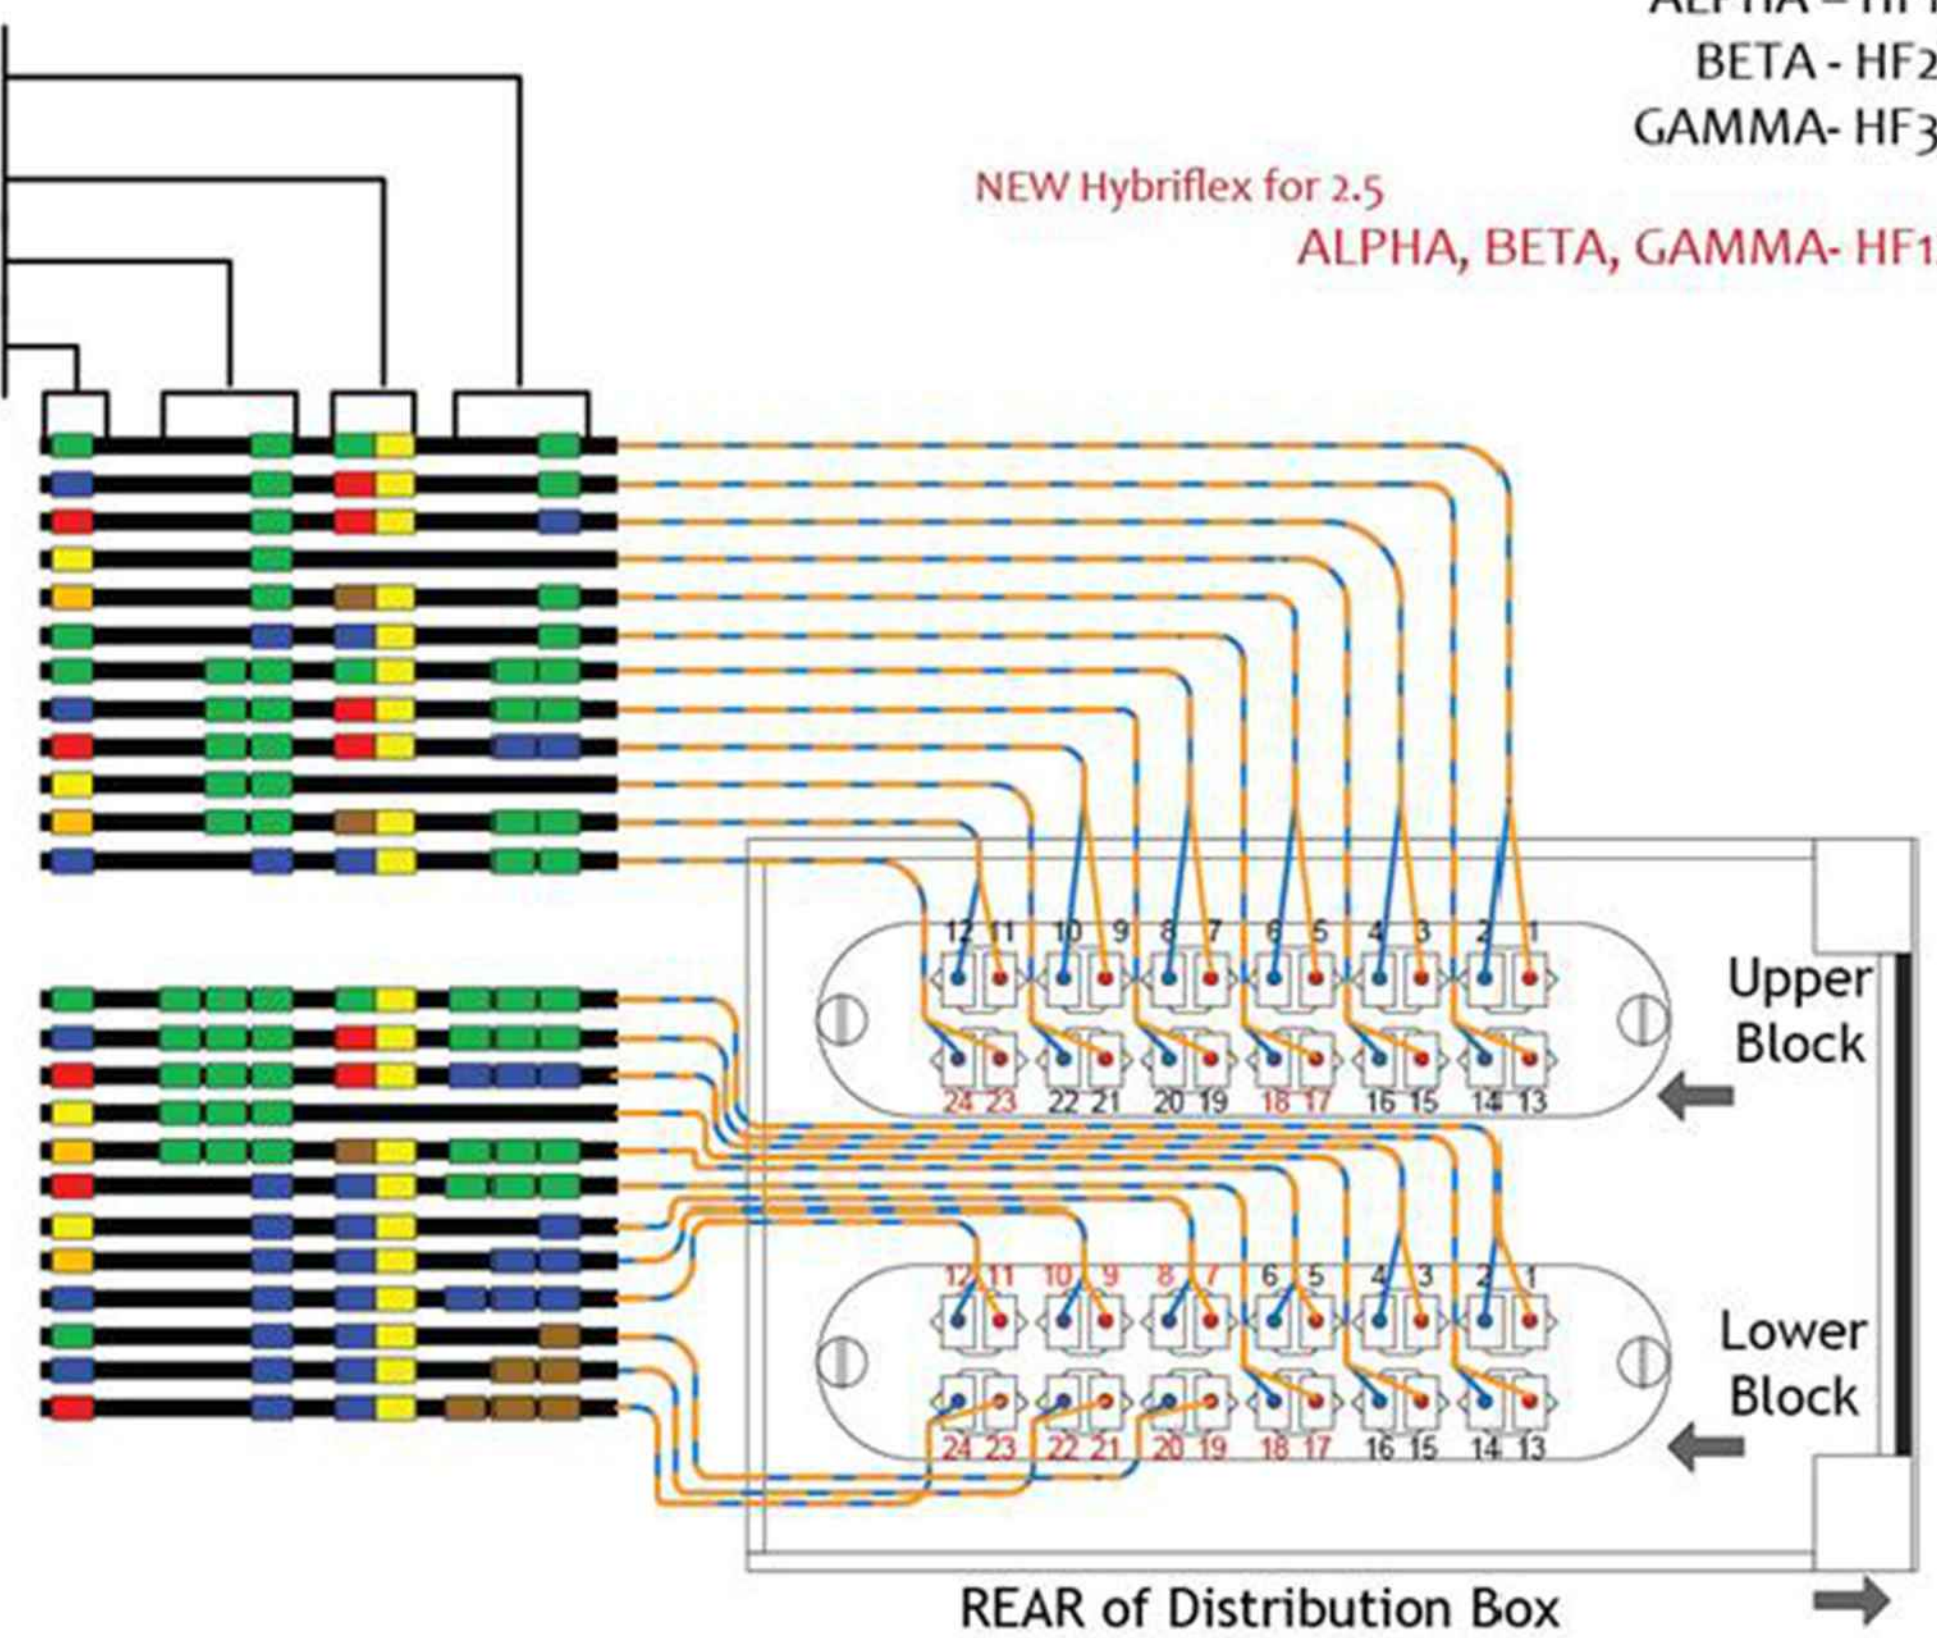 ALPHA – HF1
BETA - HF2
GAMMA- HF3
NEW Hybriflex for 2.5
ALPHA, BETA, GAMMA- HF1
12 11 10 9 8 7 6 5 4 3 2 1
Upper
Block
24 23 22 21 20 19 18 17 16 15 14 13
12 11 10 9 8 7 6 5 4 3 2 1
Lower
Block
24 23 22 21 20 19 18 17 16 15 14 13
REAR of Distribution Box